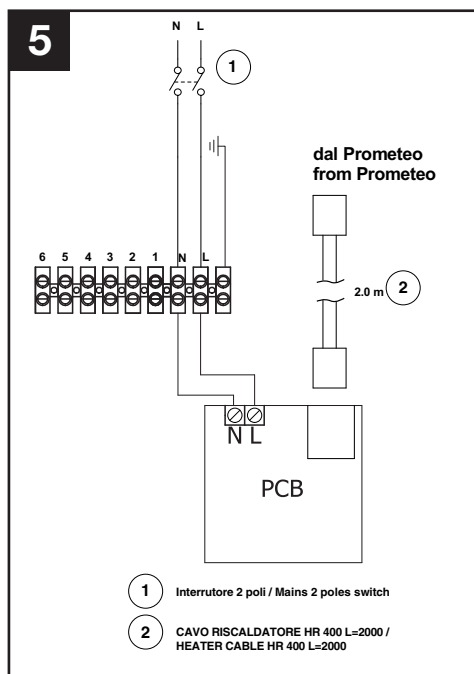 5
N L
1
dal Prometeo
from Prometeo
6 5 4 3 2 1 N L
2.0 m 2
N L
PCB
1 Interrutore 2 poli / Mains 2 poles switch
2 CAVO RISCALDATORE HR 400 L=2000 /
HEATER CABLE HR 400 L=2000